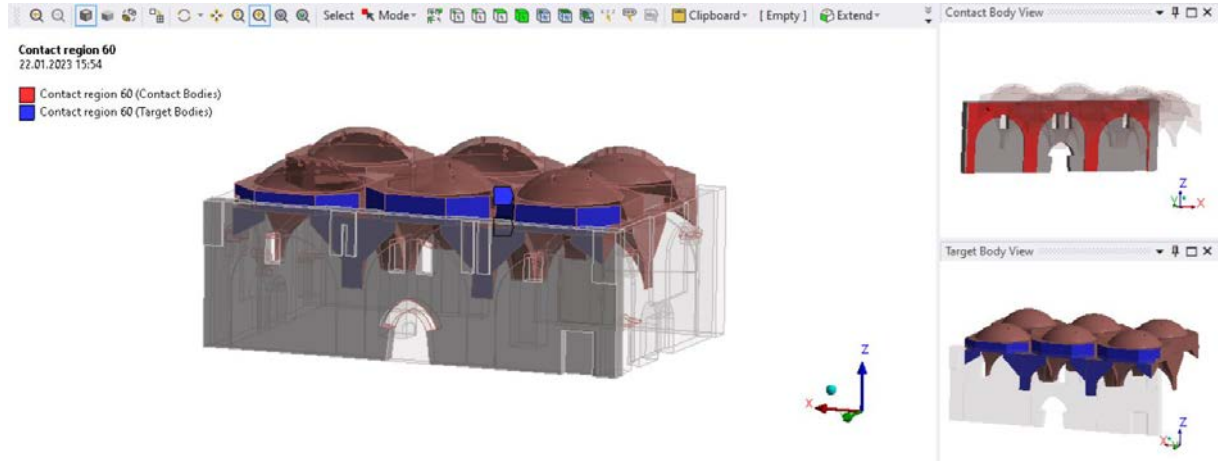 Select Mode Clipboard [ Empty ] Extend
Contact region 60
22.01.2023 15:54
Contact region 60 (Contact Bodies)
Contact region 60 (Target Bodies)
Z
X
Contact Body View
Z
Y
X
Target Body View
Z
X